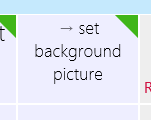 t
→ set
background
picture
R